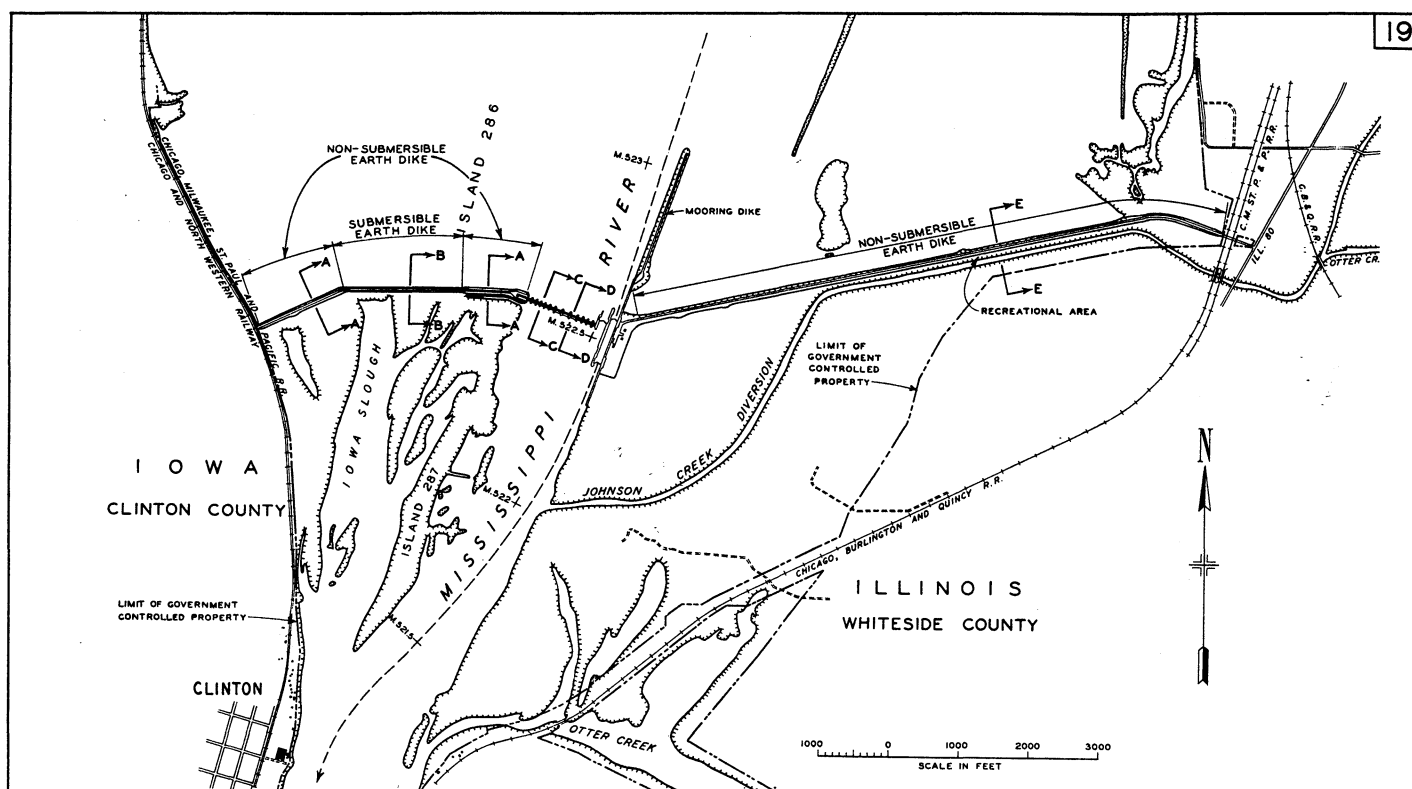 19
ISLAND 286
NON-SUBMERSIBLE
EARTH DIKE
CHICAGO, MILWAUKEE, ST. PAUL AND PACIFIC R.R.
CHICAGO AND NORTH WESTERN RAILWAY
SUBMERSIBLE
EARTH DIKE
M.523
MOORING DIKE
NON-SUBMERSIBLE
EARTH DIKE
C.M. ST. P. & P. R.R.
C.B.& Q. R.R.
ILL 80
OTTER CR.
A
B
A
C
D
E
A
B
A
C
D
E
M.522.5
RECREATIONAL AREA
LIMIT OF
GOVERNMENT
CONTROLLED
PROPERTY
MISSISSIPPI RIVER
IOWA SLOUGH
ISLAND 287
M.522
JOHNSON CREEK DIVERSION
IOWA
CLINTON COUNTY
N
CHICAGO, BURLINGTON AND QUINCY R.R.
ILLINOIS
WHITESIDE COUNTY
LIMIT OF GOVERNMENT
CONTROLLED PROPERTY
M.521.5
CLINTON
OTTER CREEK
1000 0 1000 2000 3000
SCALE IN FEET